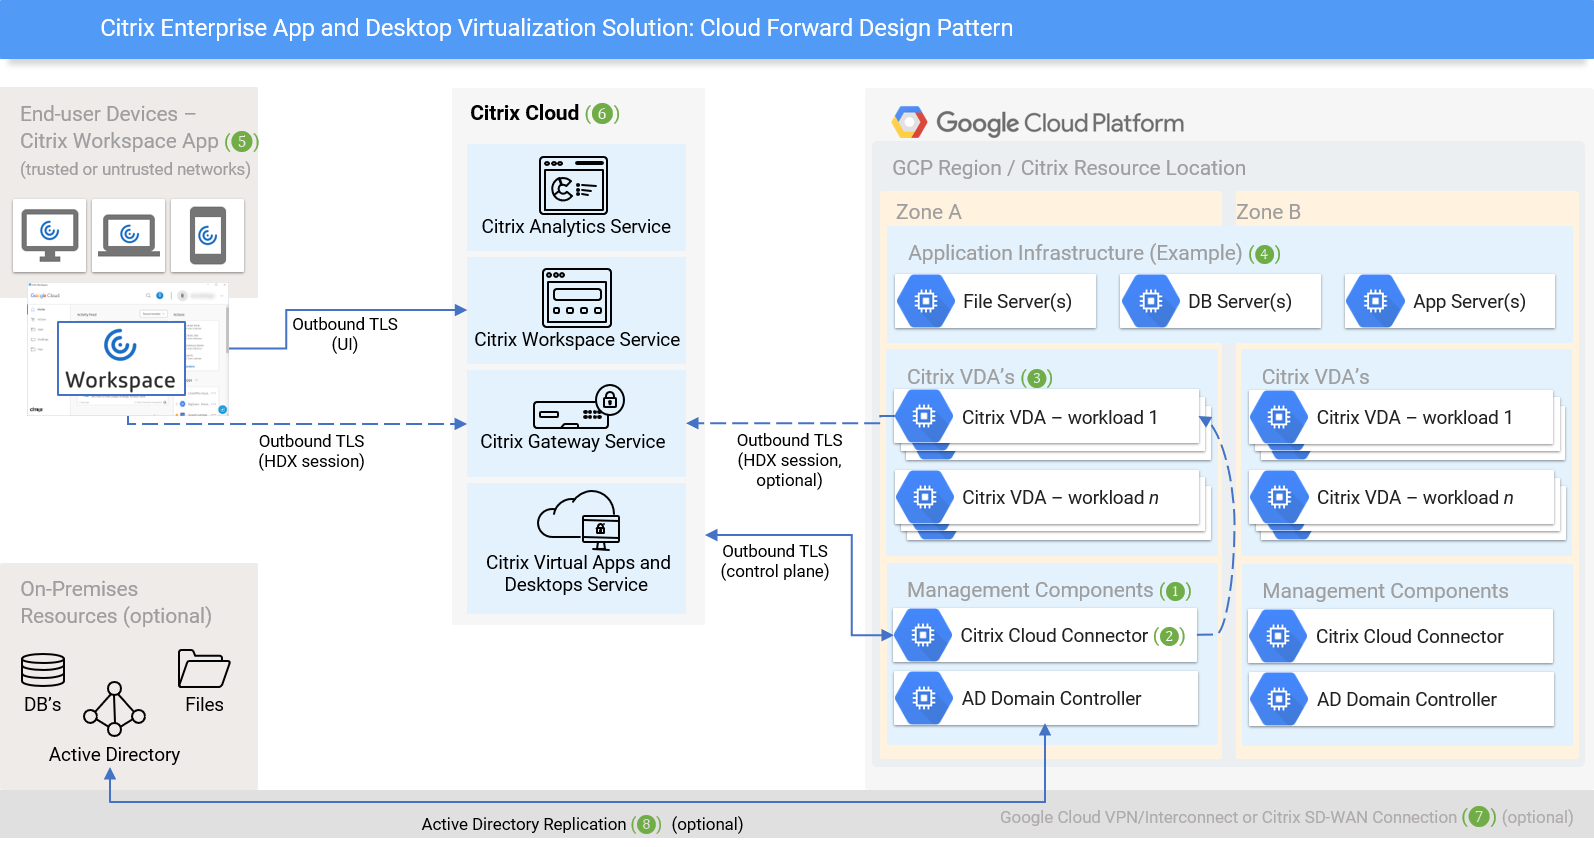 Citrix Enterprise App and Desktop Virtualization Solution: Cloud Forward Design Pattern
End-user Devices –
Citrix Workspace App (5)
(trusted or untrusted networks)
Google Cloud
Workspace
citrix
Outbound TLS
(UI)
Outbound TLS
(HDX session)
On-Premises
Resources (optional)
DB's
Files
Active Directory
Citrix Cloud (6)
Citrix Analytics Service
Citrix Workspace Service
Citrix Gateway Service
Citrix Virtual Apps and
Desktops Service
Outbound TLS
(HDX session,
optional)
Outbound TLS
(control plane)
Google Cloud Platform
GCP Region / Citrix Resource Location
Zone A
Zone B
Application Infrastructure (Example) (4)
File Server(s)
DB Server(s)
App Server(s)
Citrix VDA's (3)
Citrix VDA – workload 1
Citrix VDA – workload n
Citrix VDA's
Citrix VDA – workload 1
Citrix VDA – workload n
Management Components (1)
Citrix Cloud Connector (2)
AD Domain Controller
Management Components
Citrix Cloud Connector
AD Domain Controller
Active Directory Replication (8) (optional)
Google Cloud VPN/Interconnect or Citrix SD-WAN Connection (7) (optional)